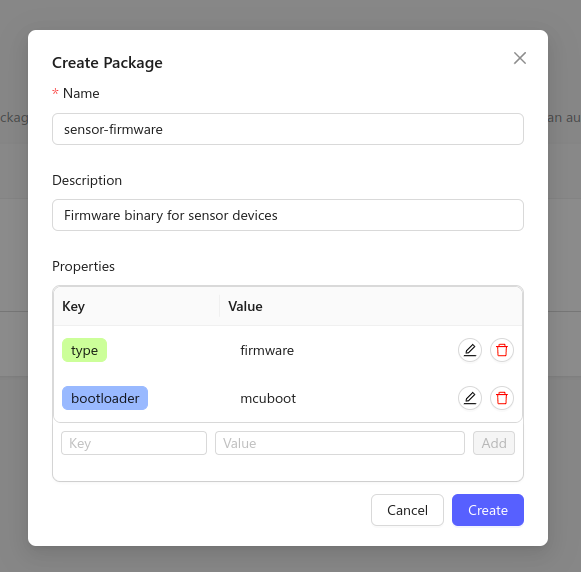 Create Package
* Name
ckag
an au
sensor-firmware
Description
Firmware binary for sensor devices
Properties
Key Value
type firmware
bootloader mcuboot
Key Value Add
Cancel Create